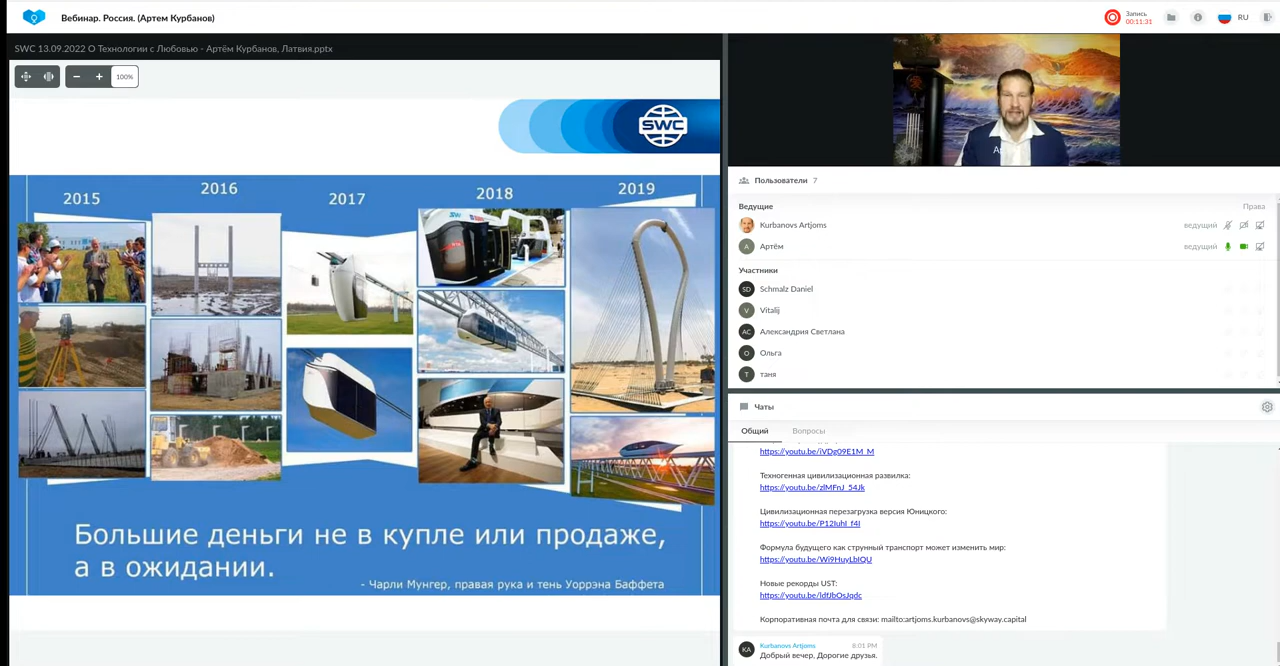 Вебинар. Россия. (Артем Курбанов)
Запись
00:11:31
RU
SWC 13.09.2022 О Технологии с Любовью - Артём Курбанов, Латвия.pptx
100%
SWC
2015
2016
2017
2018
2019
Большие деньги не в купле или продаже,
а в ожидании.
- Чарли Мунгер, правая рука и тень Уоррэна Баффета
Пользователи 7
Ведущие Права
Kurbanovs Artjoms ведущий
А Артём ведущий
Участники
SD Schmalz Daniel
V Vitalij
АС Александрия Светлана
О Ольга
Т таня
Чаты
Общий Вопросы
https://youtu.be/iVDg09E1M_M
Техногенная цивилизационная развилка:
https://youtu.be/zlMFnJ_54Jk
Цивилизационная перезагрузка версия Юницкого:
https://youtu.be/P12Iuhl_f4I
Формула будущего как струнный транспорт может изменить мир:
https://youtu.be/Wi9HuyLbIQU
Новые рекорды UST:
https://youtu.be/ldfJbOsJqdc
Корпоративная почта для связи: mailto:artjoms.kurbanovs@skyway.capital
KA Kurbanovs Artjoms 8:01 PM
Добрый вечер, Дорогие друзья.